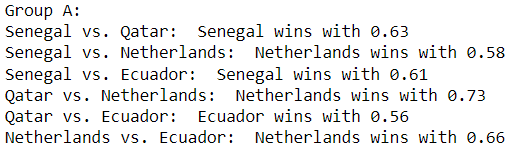 Group A:
Senegal vs. Qatar:  Senegal wins with 0.63
Senegal vs. Netherlands:  Netherlands wins with 0.58
Senegal vs. Ecuador:  Senegal wins with 0.61
Qatar vs. Netherlands:  Netherlands wins with 0.73
Qatar vs. Ecuador:  Ecuador wins with 0.56
Netherlands vs. Ecuador:  Netherlands wins with 0.66